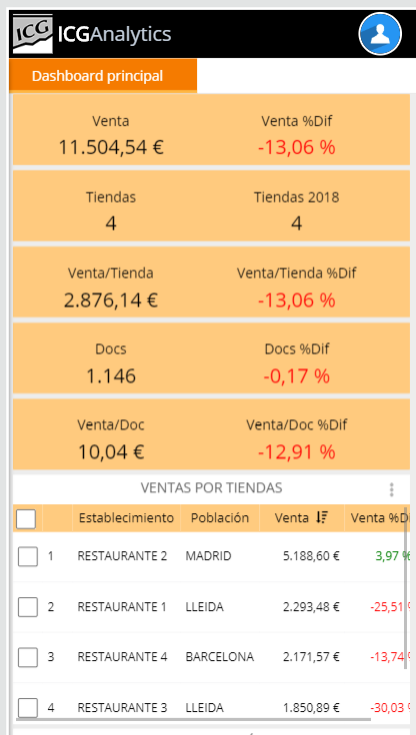 ICG ICGAnalytics
Dashboard principal
Venta Venta %Dif
11.504,54 € -13,06 %
Tiendas Tiendas 2018
4 4
Venta/Tienda Venta/Tienda %Dif
2.876,14 € -13,06 %
Docs Docs %Dif
1.146 -0,17 %
Venta/Doc Venta/Doc %Dif
10,04 € -12,91 %
VENTAS POR TIENDAS
Establecimiento Población Venta Venta %Di
1 RESTAURANTE 2 MADRID 5.188,60 € 3,97 %
2 RESTAURANTE 1 LLEIDA 2.293,48 € -25,51
3 RESTAURANTE 4 BARCELONA 2.171,57 € -13,74
4 RESTAURANTE 3 LLEIDA 1.850,89 € -30,03